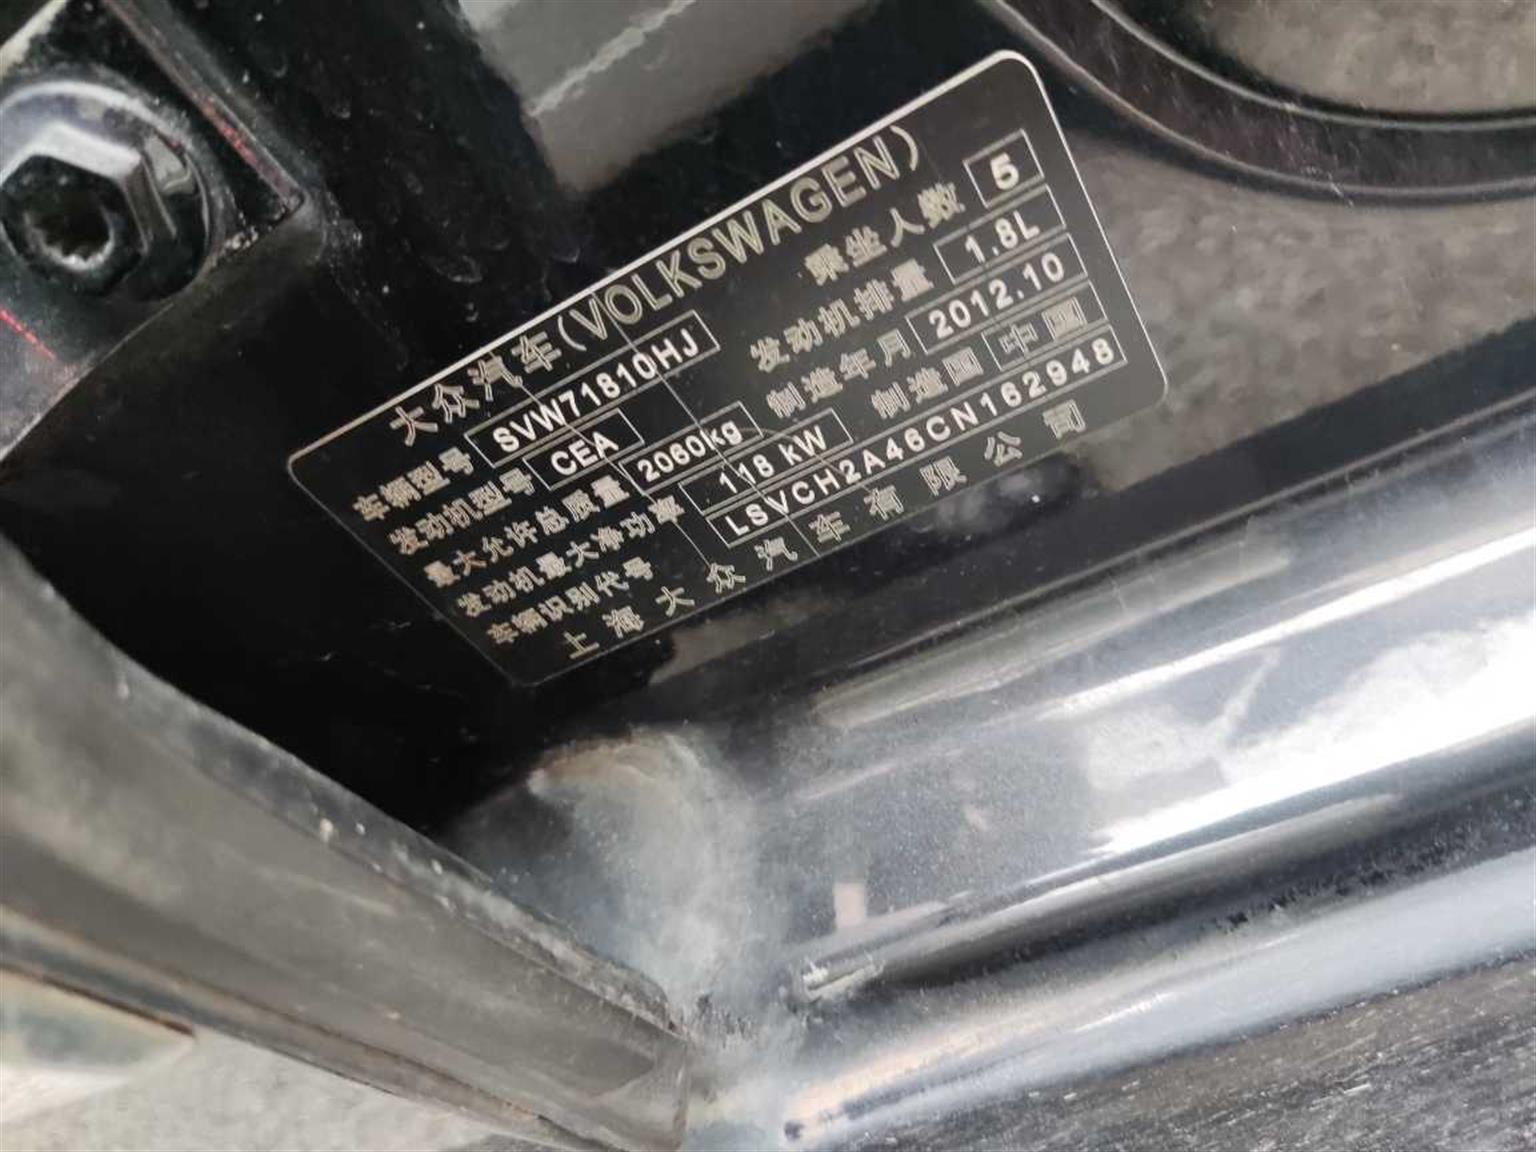 大众汽车(VOLKSWAGEN)
车辆型号 SVW71810HJ 乘坐人数 5
发动机型号 CEA 发动机排量 1.8L
最大允许总质量 2060kg 制造年月 2012.10
发动机最大净功率 118 kW 制造国 中国
车辆识别代号 LSVCH2A46CN162948
上海大众汽车有限公司